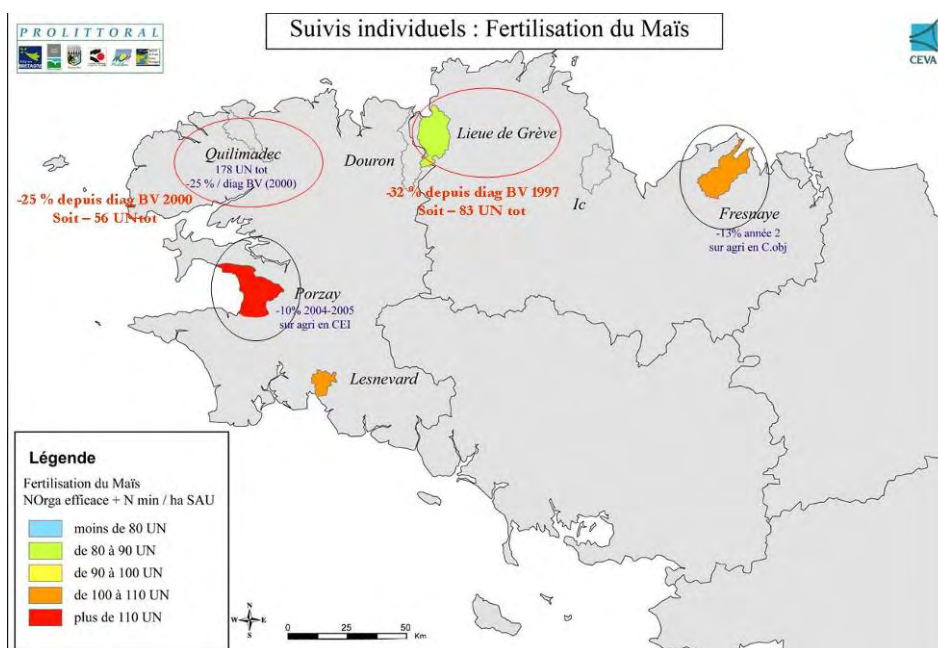 PROLITTORAL
BRETAGNE
Suivis individuels : Fertilisation du Maïs
CEVA
Lieue de Grève
Quilimadec
178 UN tot
-25 % / diag BV (2000)
Douron
-25 % depuis diag BV 2000
Soit – 56 UN tot
-32 % depuis diag BV 1997
Soit – 83 UN tot
Ic
Fresnaye
-13% année 2
sur agri en C.obj
Porzay
-10% 2004-2005
sur agri en CEI
Lesnevard
Légende
Fertilisation du Maïs
NOrga efficace + N min / ha SAU
moins de 80 UN
de 80 à 90 UN
de 90 à 100 UN
de 100 à 110 UN
plus de 110 UN
N
W E
S
0 25 50
Km